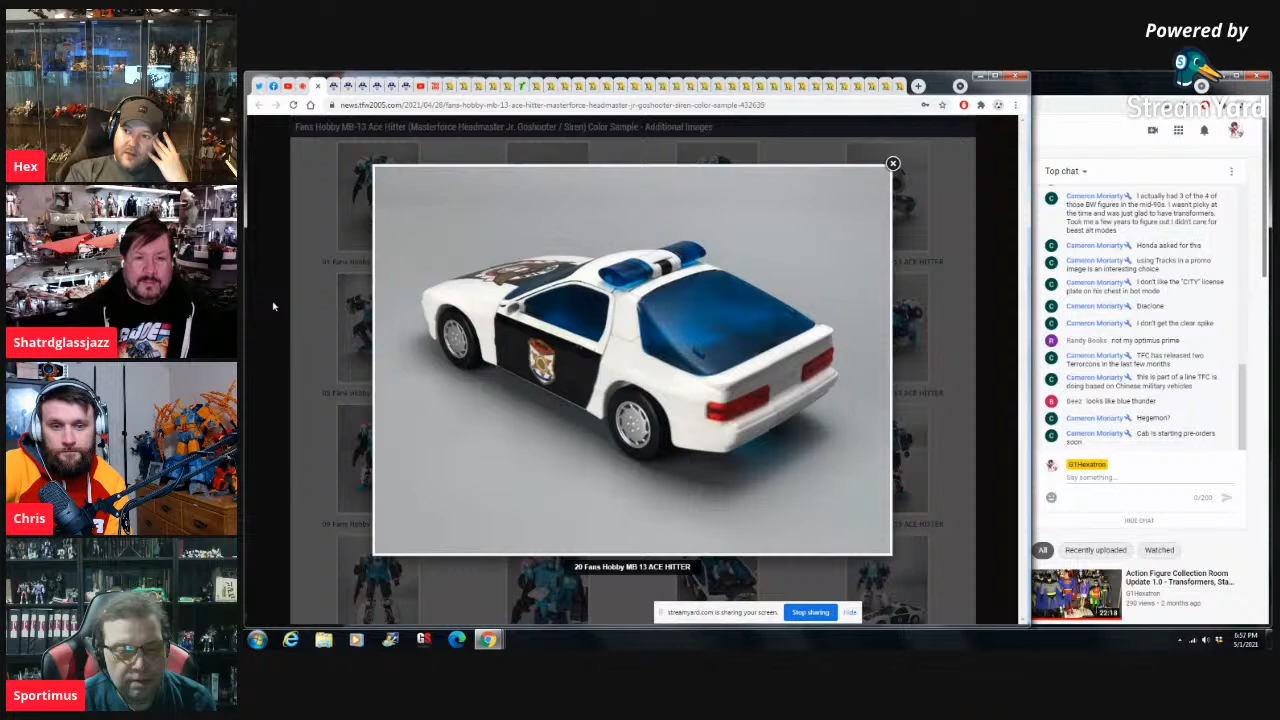 Powered by
StreamYard
Hex
Shatrdglassjazz
Chris
Sportimus
news.tfw2005.com/2021/04/28/fans-hobby-mb-13-ace-hitter-masterforce-headmaster-jr-goshooter-siren-color-sample-432639
Fans Hobby MB-13 Ace Hitter (Masterforce Headmaster Jr. Goshooter / Siren) Color Sample - Additional Images
01 Fans
09 Fans Hobby
20 Fans Hobby MB 13 ACE HITTER
streamyard.com is sharing your screen.
Stop sharing
Hide
Top chat
Cameron Moriarty I actually had 3 of the 4 of
those BW figures in the mid-90s. I wasn't picky
at the time and was just glad to have transformers.
Took me a few years to figure out I didn't care for
beast alt modes
Cameron Moriarty Honda asked for this
Cameron Moriarty using Tracks in a promo
image is an interesting choice
Cameron Moriarty I don't like the "CITY" license
plate on his chest in bot mode
Cameron Moriarty Diaclone
Cameron Moriarty I don't get the clear spike
Randy Books not my optimus prime
Cameron Moriarty TFC has released two
Terrorcons in the last few months
Cameron Moriarty this is part of a line TFC is
doing based on Chinese military vehicles
Beez looks like blue thunder
Cameron Moriarty Hegemon?
Cameron Moriarty Cab is starting pre-orders
soon
G1Hexatron
Say something...
0/200
HIDE CHAT
All
Recently uploaded
Watched
Action Figure Collection Room
Update 1.0 - Transformers, Sta...
G1Hexatron
298 views • 2 months ago
22:18
6:57 PM
5/1/2021